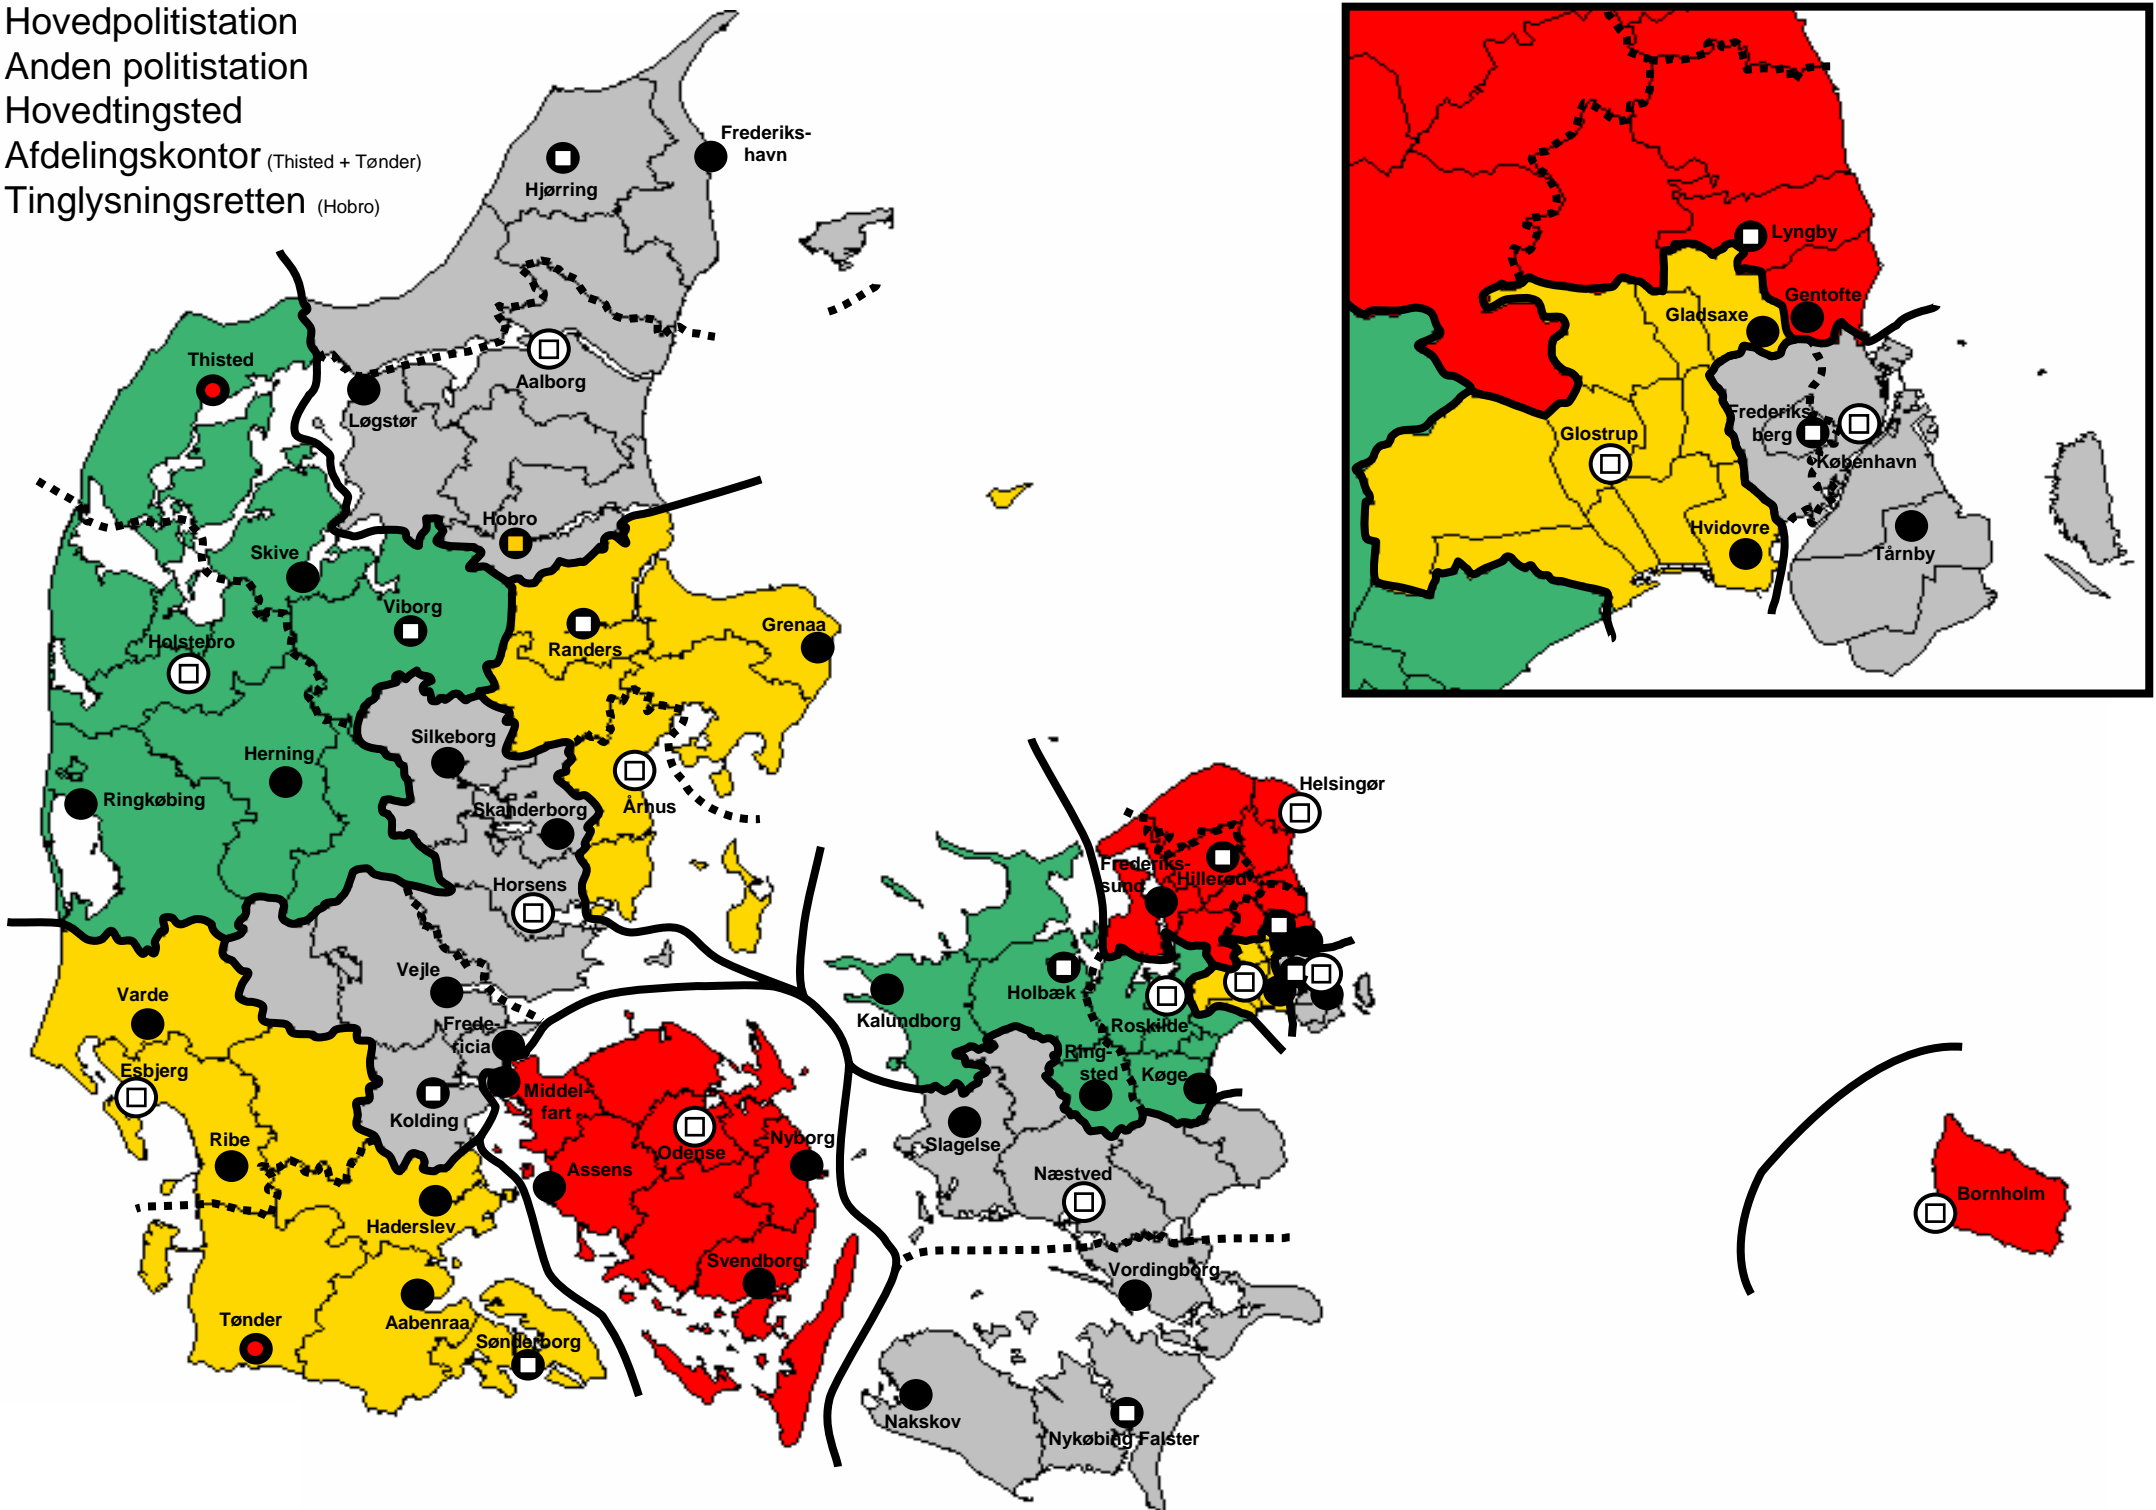 Hovedpolitistation
Anden politistation
Hovedtingsted
Afdelingskontor (Thisted + Tønder)
Tinglysningsretten (Hobro)
Frederiks-
havn
Hjørring
Thisted
Aalborg
Løgstør
Hobro
Skive
Viborg
Holstebro
Randers
Grenaa
Silkeborg
Herning
Ringkøbing
Skanderborg
Århus
Horsens
Vejle
Varde
Frede-
ricia
Esbjerg
Kolding
Middel-
fart
Ribe
Haderslev
Assens
Odense
Nyborg
Svendborg
Tønder
Aabenraa
Sønderborg
Lyngby
Gentofte
Gladsaxe
Frederiks
berg
Glostrup
København
Hvidovre
Tårnby
Helsingør
Frederiks-
sund
Hillerød
Holbæk
Kalundborg
Roskilde
Ring-
sted
Køge
Slagelse
Næstved
Vordingborg
Nakskov
Nykøbing Falster
Bornholm